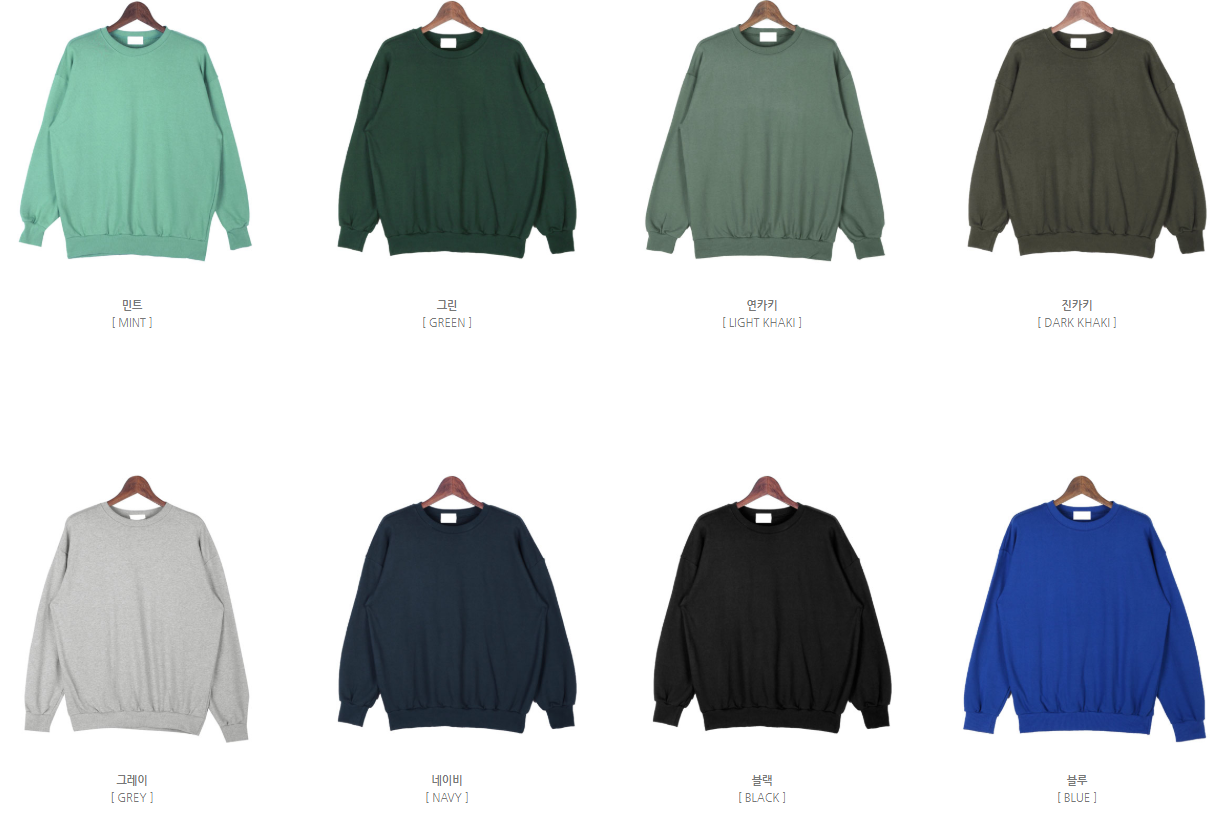 민트
[ MINT ]
그린
[ GREEN ]
연카키
[ LIGHT KHAKI ]
진카키
[ DARK KHAKI ]
그레이
[ GREY ]
네이비
[ NAVY ]
블랙
[ BLACK ]
블루
[ BLUE ]